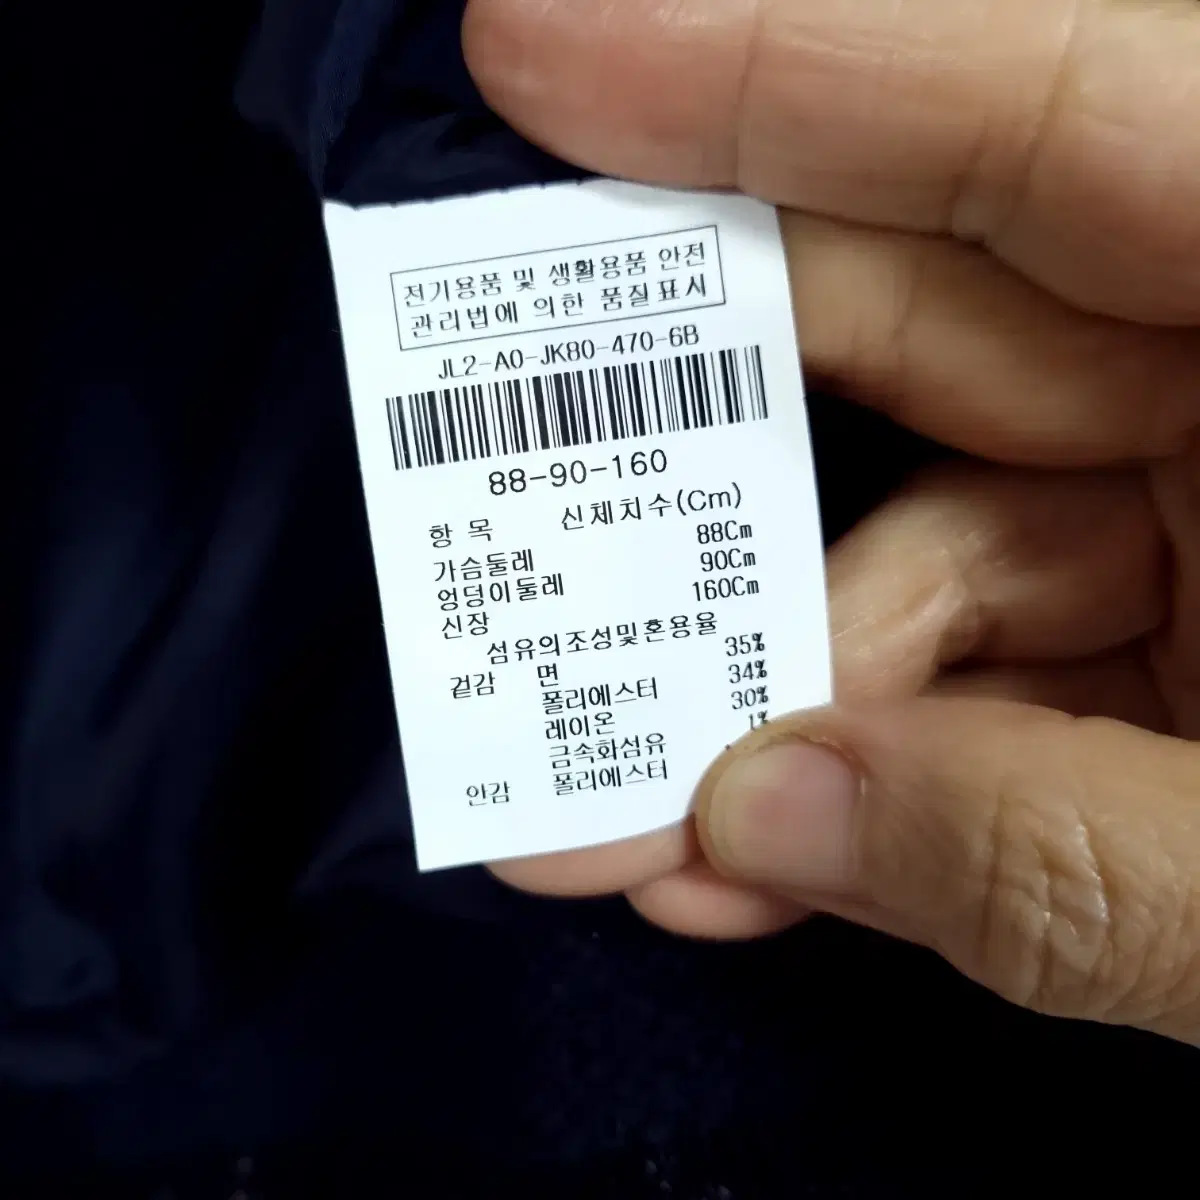 전기용품 및 생활용품 안전
관리법에 의한 품질표시
JL2-A0-JK80-470-6B
88-90-160
항 목 신체치수(Cm)
가슴둘레 88Cm
엉덩이둘레 90Cm
신장 160Cm
섬유의조성및혼용율
겉감 면 35%
폴리에스터 34%
레이온 30%
금속화섬유 1%
안감 폴리에스터